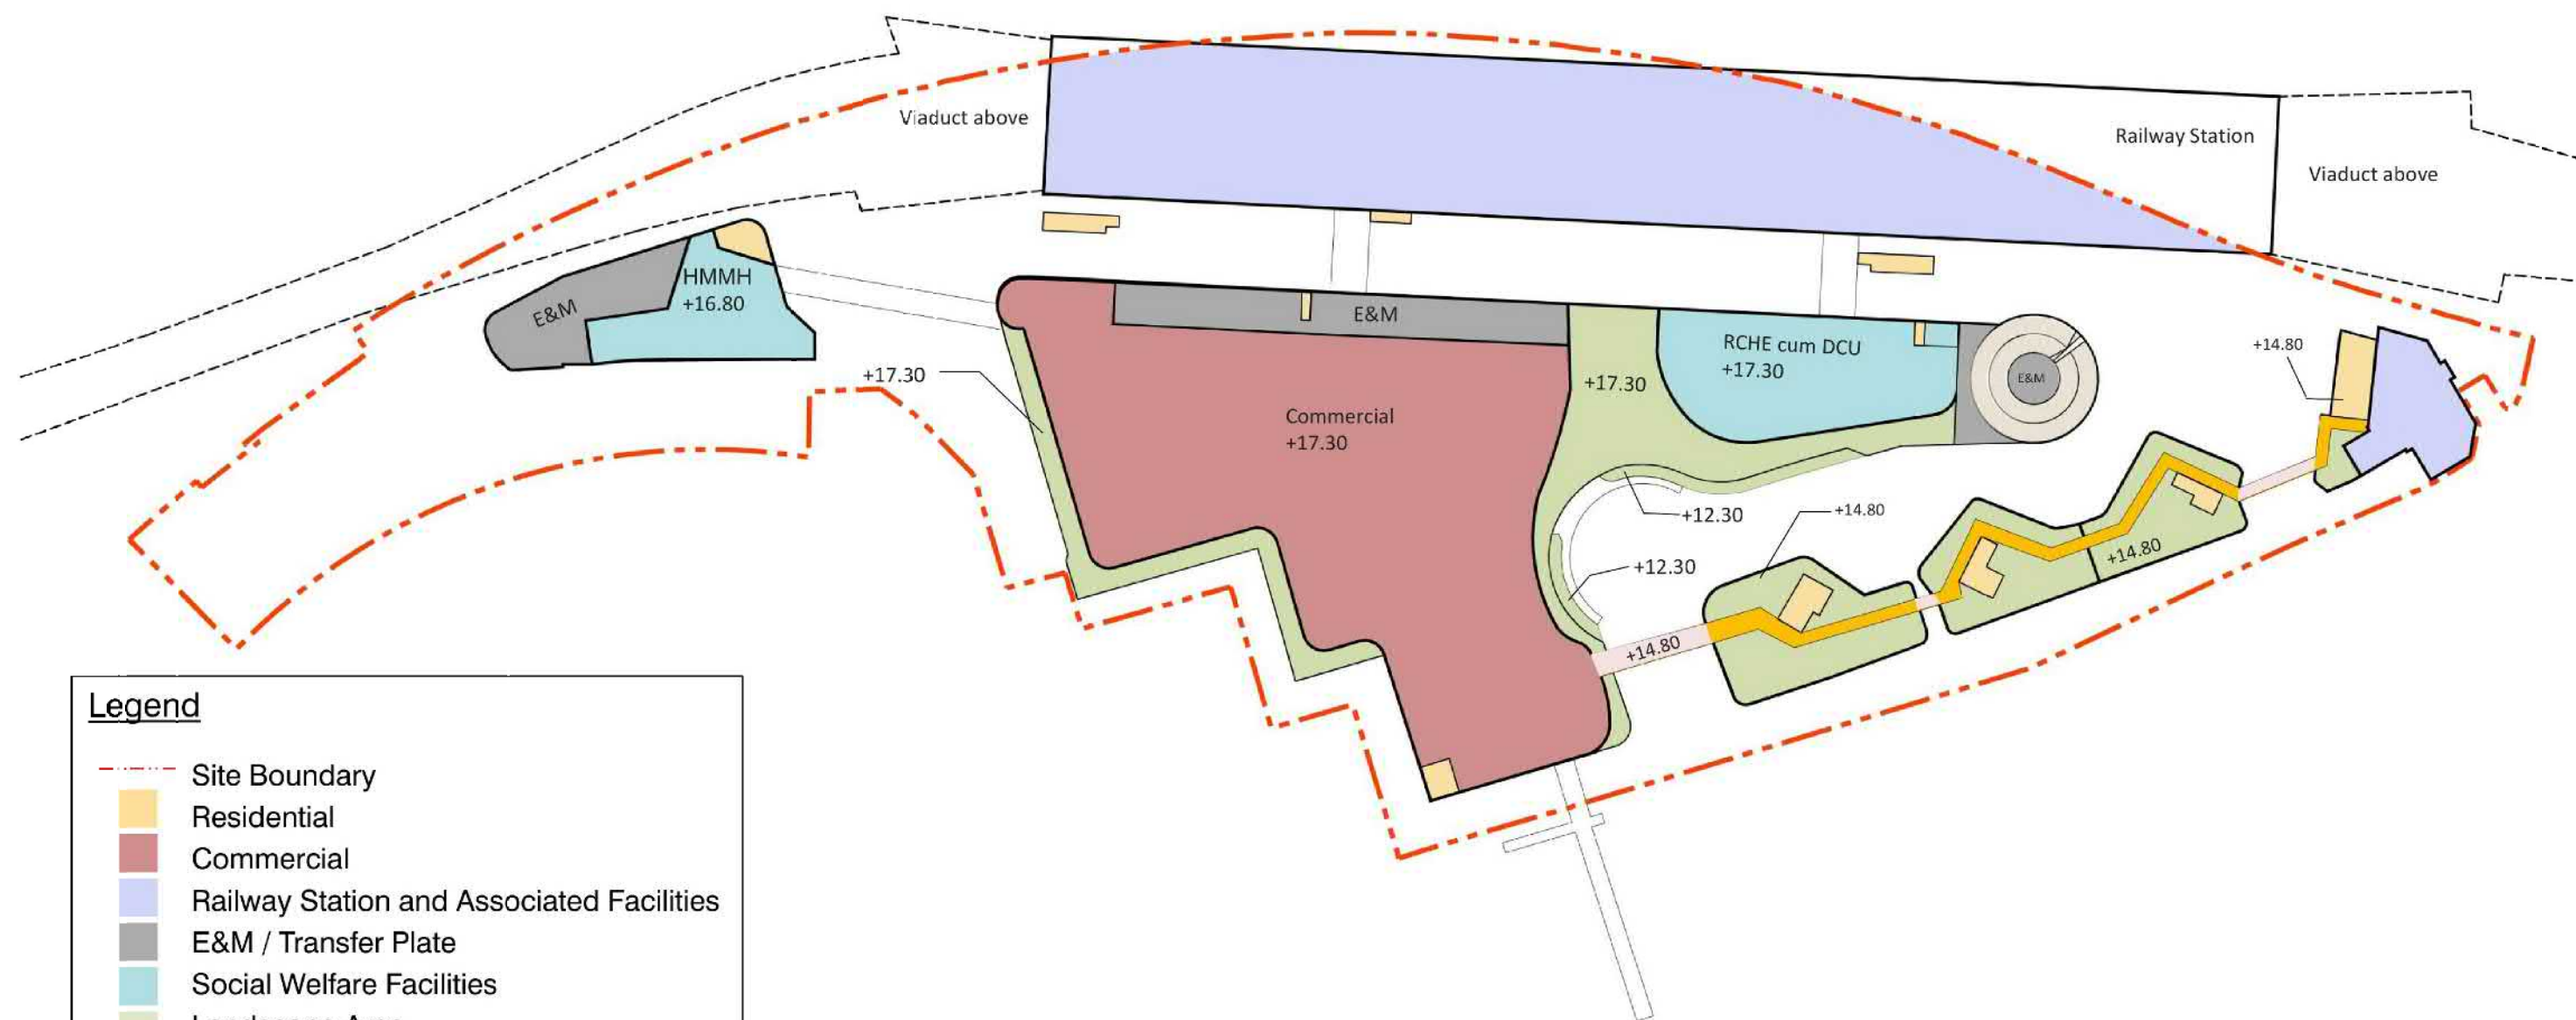 Viaduct above
Railway Station
Viaduct above
HMMH
+16.80
E&M
E&M
RCHE cum DCU
+17.30
+17.30
+17.30
E&M
+14.80
Commercial
+17.30
+12.30
+14.80
+12.30
+14.80
+14.80
Legend
Site Boundary
Residential
Commercial
Railway Station and Associated Facilities
E&M / Transfer Plate
Social Welfare Facilities